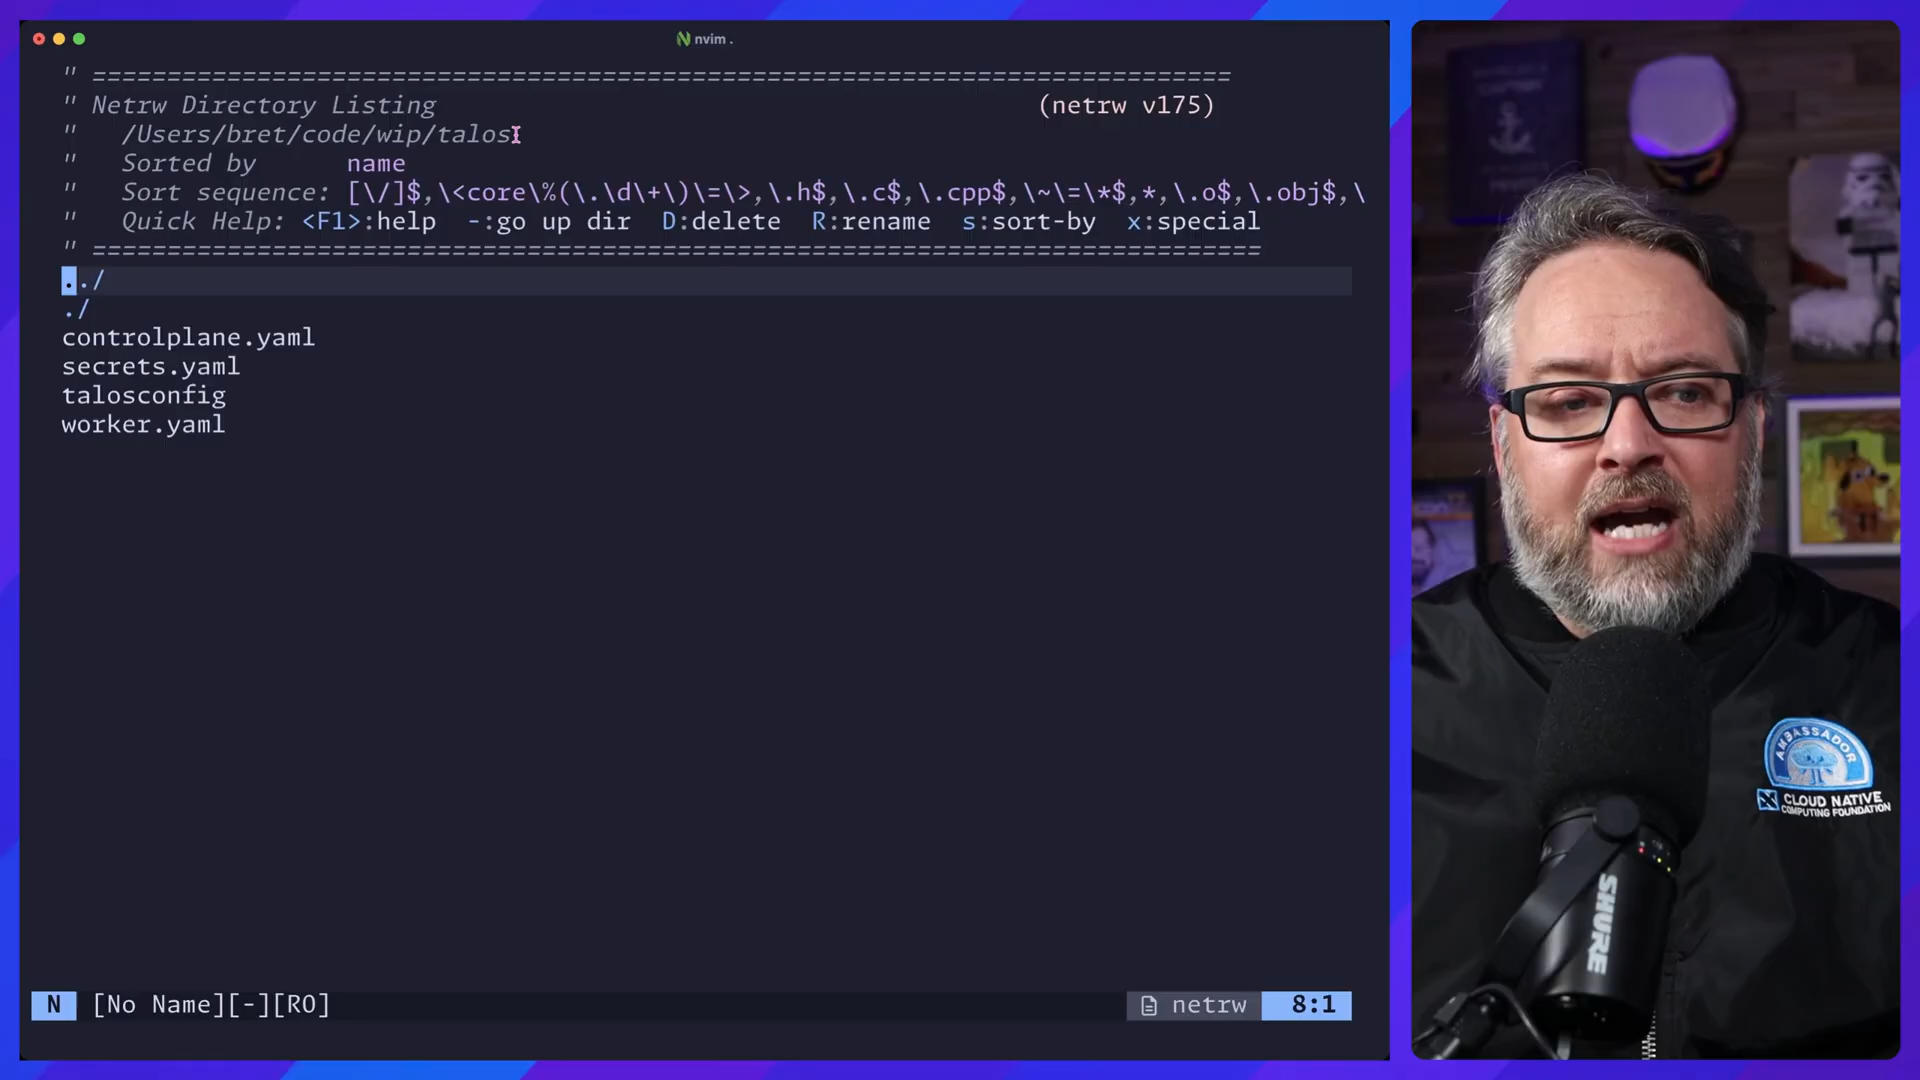 nvim .
" ============================================================================
" Netrw Directory Listing (netrw v175)
" /Users/bret/code/wip/talos
" Sorted by name
" Sort sequence: [\/]$,\<core\%(\.\d\+\)\=\>,\.h$,\.c$,\.cpp$,\~\=\*$,*,\.o$,\.obj$,\
" Quick Help: <F1>:help -:go up dir D:delete R:rename s:sort-by x:special
" ==============================================================================
../
./
controlplane.yaml
secrets.yaml
talosconfig
worker.yaml
N [No Name][-][RO] netrw 8:1
AMBASSADOR
CLOUD NATIVE
COMPUTING FOUNDATION
SHURE